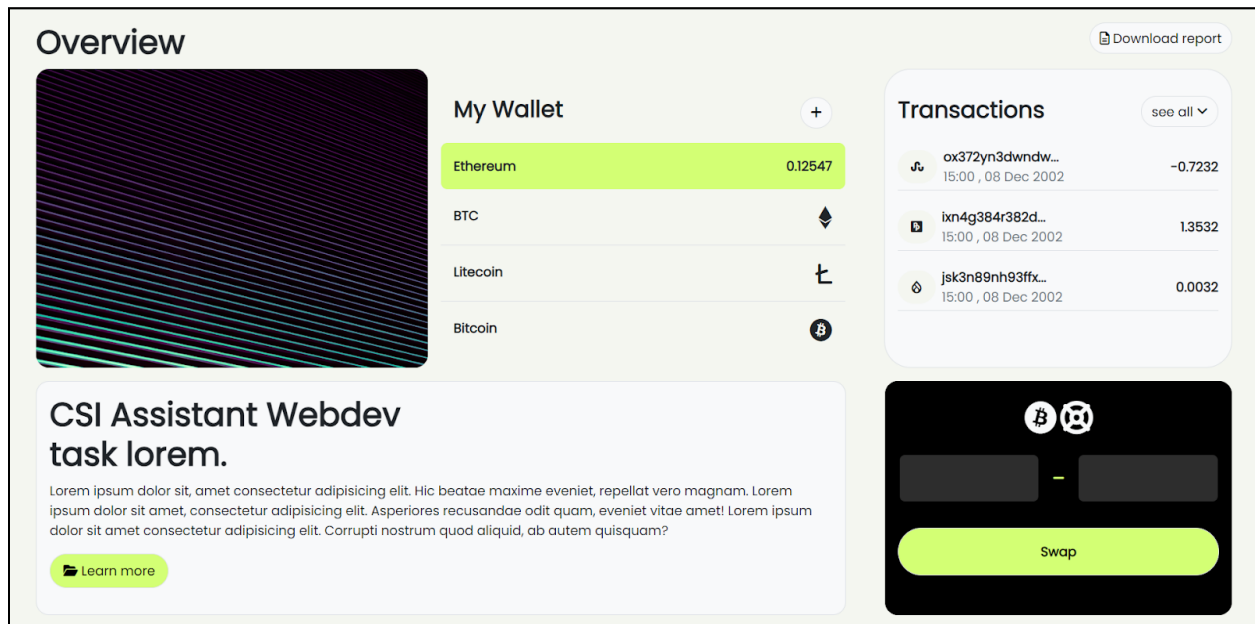 Overview
Download report
My Wallet
+
Ethereum 0.12547
BTC
Litecoin
Bitcoin
Transactions
see all
ox372yn3dwndw...
15:00 , 08 Dec 2002
-0.7232
ixn4g384r382d...
15:00 , 08 Dec 2002
1.3532
jsk3n89nh93ffx...
15:00 , 08 Dec 2002
0.0032
CSI Assistant Webdev
task lorem.
Lorem ipsum dolor sit, amet consectetur adipisicing elit. Hic beatae maxime eveniet, repellat vero magnam. Lorem
ipsum dolor sit amet, consectetur adipisicing elit. Asperiores recusandae odit quam, eveniet vitae amet! Lorem ipsum
dolor sit amet consectetur adipisicing elit. Corrupti nostrum quod aliquid, ab autem quisquam?
Learn more
–
Swap